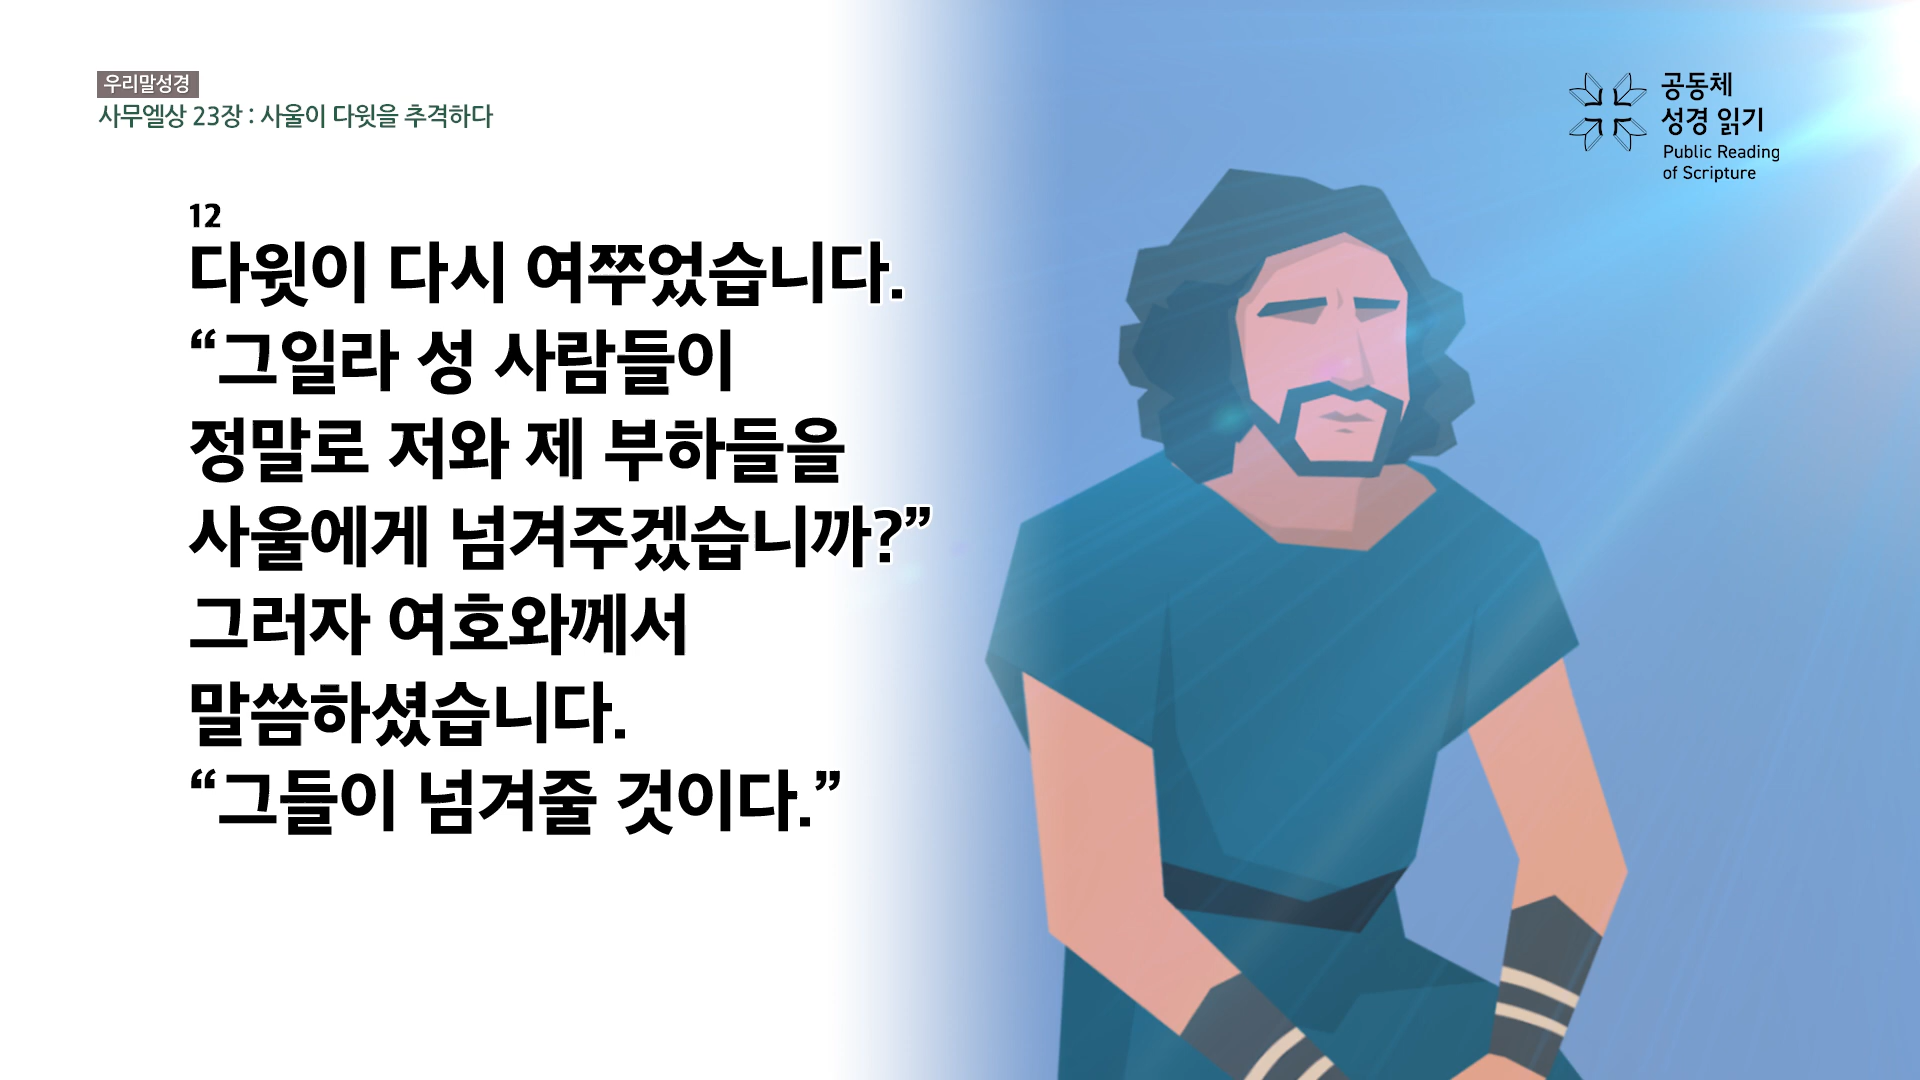 우리말성경
사무엘상 23장 : 사울이 다윗을 추격하다
공동체
성경 읽기
Public Reading
of Scripture
12
다윗이 다시 여쭈었습니다.
“그일라 성 사람들이
정말로 저와 제 부하들을
사울에게 넘겨주겠습니까?”
그러자 여호와께서
말씀하셨습니다.
“그들이 넘겨줄 것이다.”